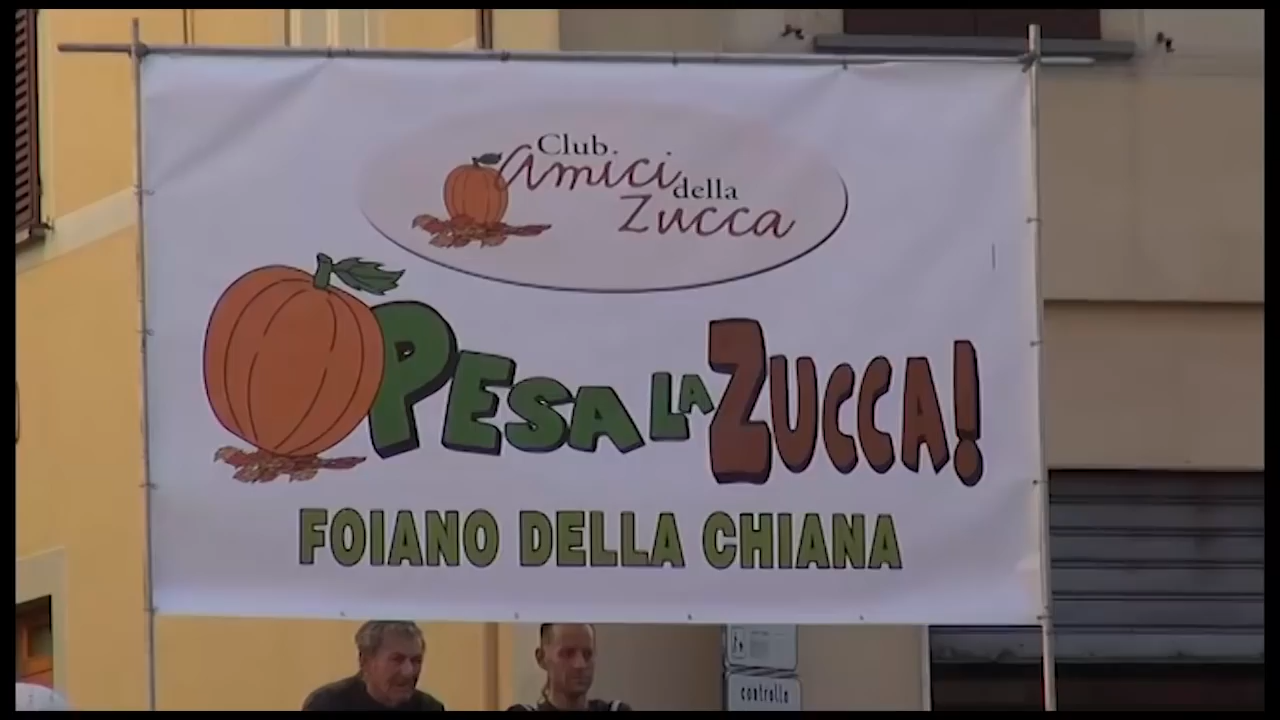 Club
amici della
Zucca
PESA LA ZUCCA!
FOIANO DELLA CHIANA
controllo